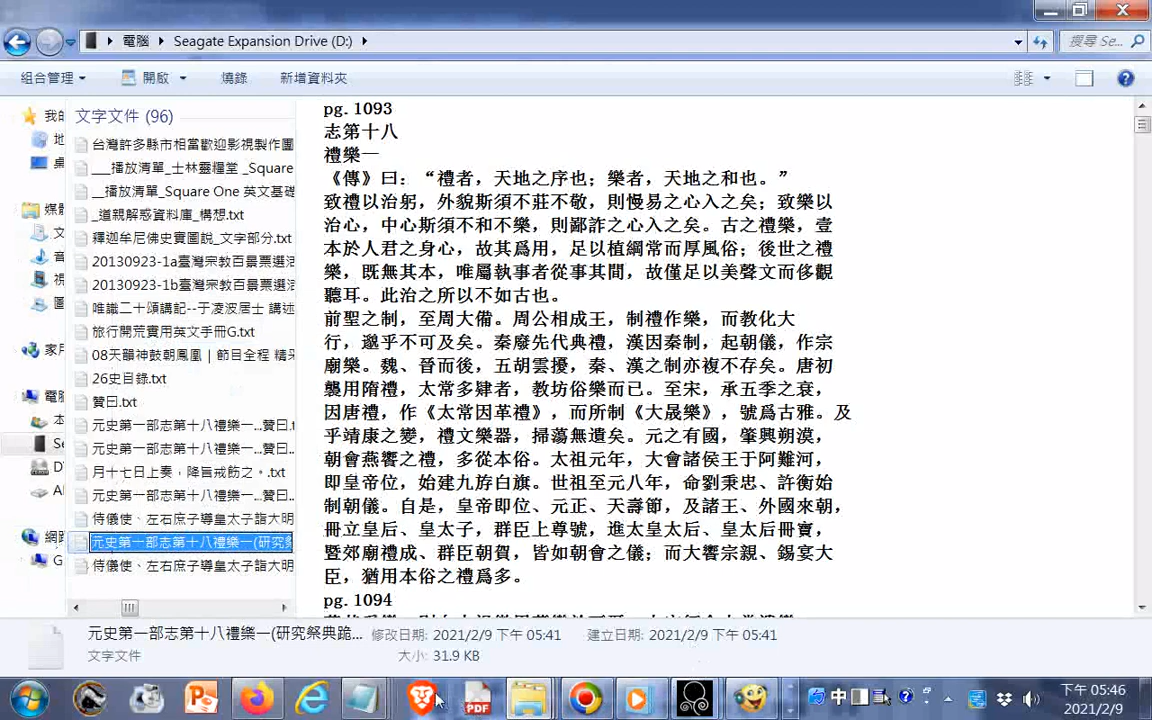 電腦 Seagate Expansion Drive (D:)
搜尋 Se...
組合管理 開啟 燒錄 新增資料夾
文字文件 (96)
台灣許多縣市相當歡迎影視製作團
___播放清單_士林靈糧堂 _Square
__播放清單_Square One 英文基礎
_道親解惑資料庫_構想.txt
釋迦牟尼佛史實圖說_文字部分.txt
20130923-1a臺灣宗教百景票選活
20130923-1b臺灣宗教百景票選活
唯識二十頌講記--于凌波居士 講述
旅行開荒實用英文手冊G.txt
08天韻神鼓朝鳳凰 | 節目全程 精采
26史目錄.txt
贊曰.txt
元史第一部志第十八禮樂一...贊曰.t
元史第一部志第十八禮樂一...贊曰..
月十七日上奏，降旨戒飭之。.txt
元史第一部志第十八禮樂一...贊曰..
侍儀使、左右庶子導皇太子詣大明
元史第一部志第十八禮樂一(研究祭
侍儀使、左右庶子導皇太子詣大明
我的
地
桌
媒體
文
音
視
圖
家用
電腦
本
Se
D'
A
網路
G
pg. 1093
志第十八
禮樂一
《傳》曰：“禮者，天地之序也；樂者，天地之和也。”
致禮以治躬，外貌斯須不莊不敬，則慢易之心入之矣；致樂以
治心，中心斯須不和不樂，則鄙詐之心入之矣。古之禮樂，壹
本於人君之身心，故其爲用，足以植綱常而厚風俗；後世之禮
樂，既無其本，唯屬執事者從事其間，故僅足以美聲文而侈觀
聽耳。此治之所以不如古也。
前聖之制，至周大備。周公相成王，制禮作樂，而教化大
行，邈乎不可及矣。秦廢先代典禮，漢因秦制，起朝儀，作宗
廟樂。魏、晉而後，五胡雲擾，秦、漢之制亦複不存矣。唐初
襲用隋禮，太常多肄者，教坊俗樂而已。至宋，承五季之衰，
因唐禮，作《太常因革禮》，而所制《大晟樂》，號爲古雅。及
乎靖康之變，禮文樂器，掃蕩無遺矣。元之有國，肇興朔漠，
朝會燕饗之禮，多從本俗。太祖元年，大會諸侯王于阿難河，
即皇帝位，始建九斿白旗。世祖至元八年，命劉秉忠、許衡始
制朝儀。自是，皇帝即位、元正、天壽節，及諸王、外國來朝，
冊立皇后、皇太子，群臣上尊號，進太皇太后、皇太后冊寶，
暨郊廟禮成、群臣朝賀，皆如朝會之儀；而大饗宗親、錫宴大
臣，猶用本俗之禮爲多。
pg. 1094
元史第一部志第十八禮樂一(研究祭典跪... 修改日期: 2021/2/9 下午 05:41 建立日期: 2021/2/9 下午 05:41
文字文件 大小: 31.9 KB
PDF
中
下午 05:46
2021/2/9